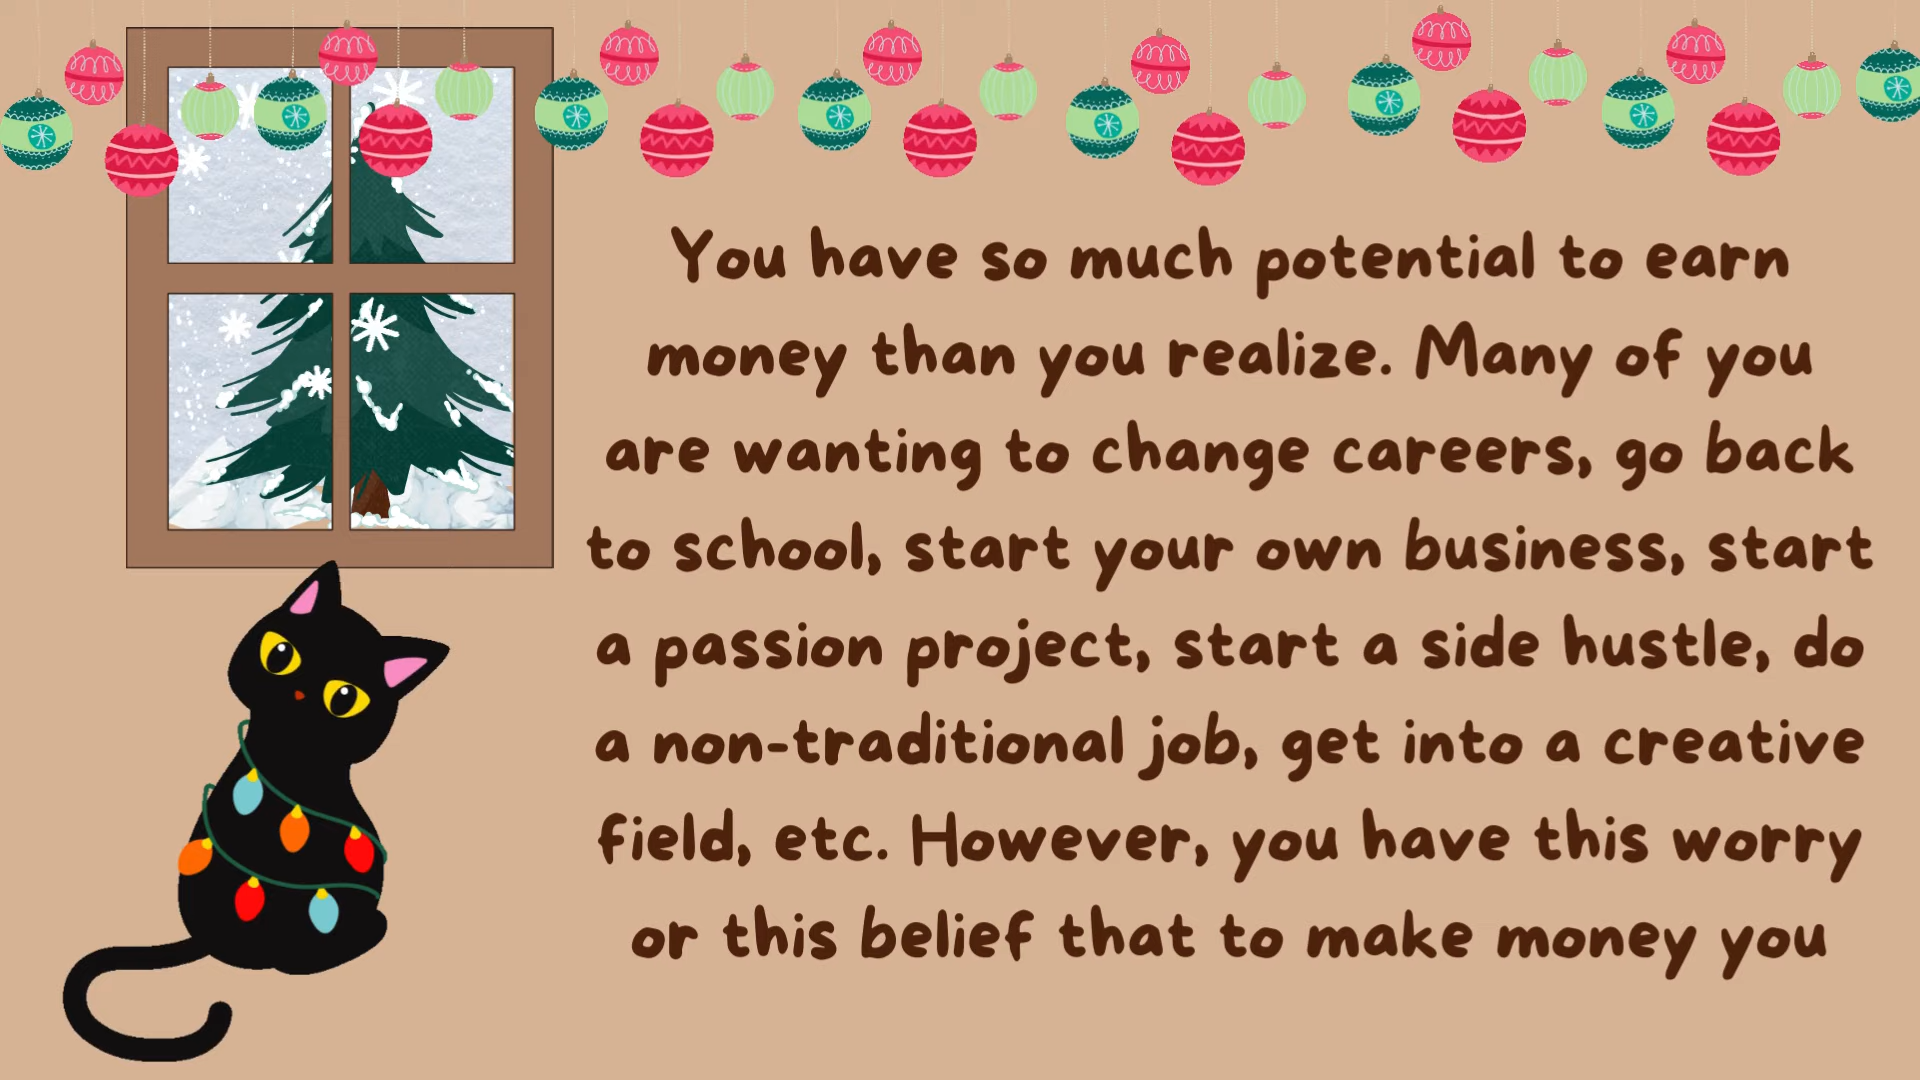 You have so much potential to earn
money than you realize. Many of you
are wanting to change careers, go back
to school, start your own business, start
a passion project, start a side hustle, do
a non-traditional job, get into a creative
field, etc. However, you have this worry
or this belief that to make money you